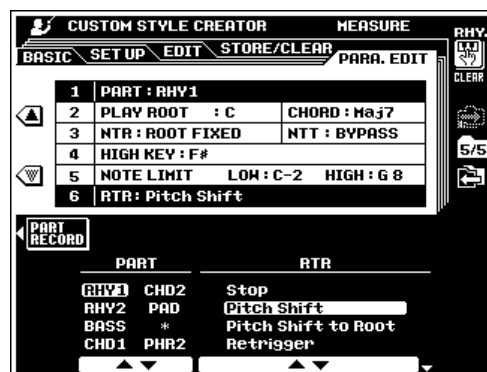 CUSTOM STYLE CREATOR MEASURE
RHY.
BASIC SET UP EDIT STORE/CLEAR PARA. EDIT
CLEAR
1 PART : RHY1
2 PLAY ROOT : C CHORD : Maj7
3 NTR : ROOT FIXED NTT : BYPASS
4 HIGH KEY : F#
5/5
5 NOTE LIMIT LOW : C-2 HIGH : G 8
6 RTR : Pitch Shift
PART
RECORD
PART RTR
RHY1 CHD2 Stop
RHY2 PAD Pitch Shift
BASS * Pitch Shift to Root
CHD1 PHR2 Retrigger